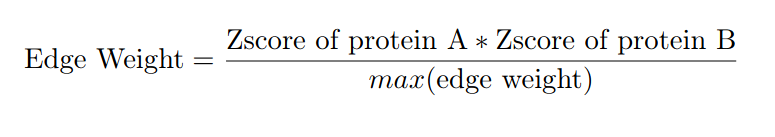 Edge Weight = Zscore of protein A ∗ Zscore of protein B
max(edge weight)